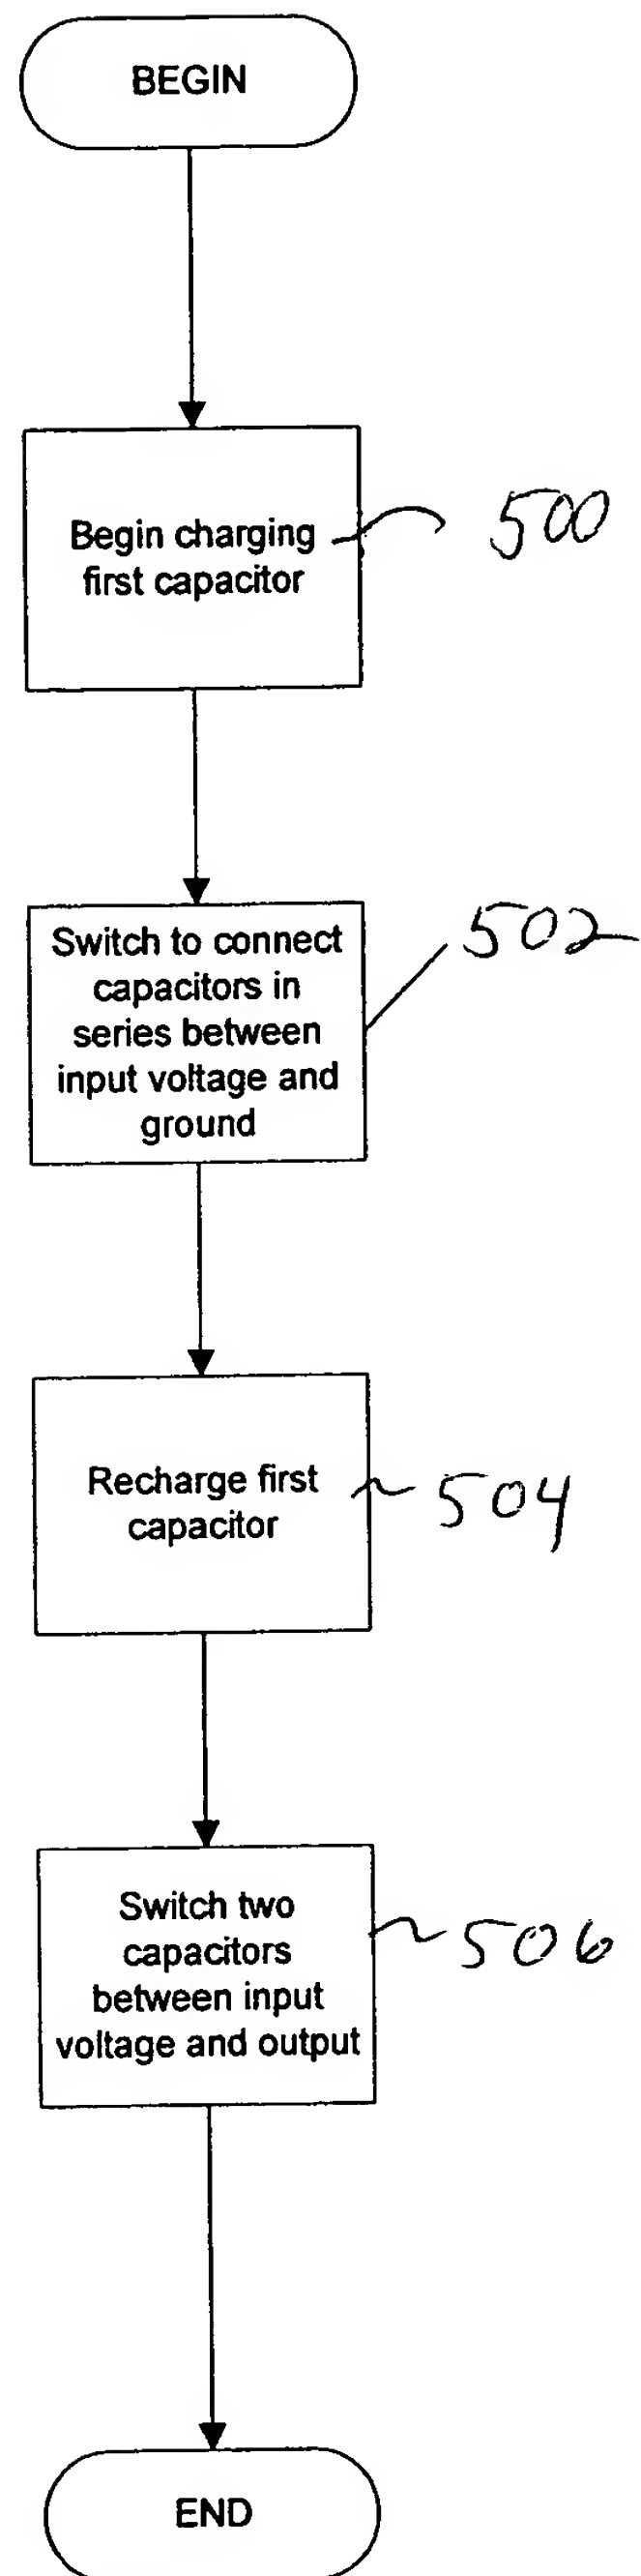 BEGIN
Begin charging
first capacitor
500
Switch to connect
capacitors in
series between
input voltage and
ground
502
Recharge first
capacitor
504
Switch two
capacitors
between input
voltage and output
506
END